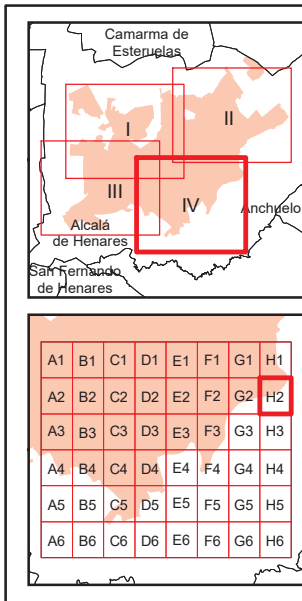 Camarma de
Esteruelas
I
II
III
IV
Anchuelo
Alcalá
de Henares
San Fernando
de Henares
A1 B1 C1 D1 E1 F1 G1 H1
A2 B2 C2 D2 E2 F2 G2 H2
A3 B3 C3 D3 E3 F3 G3 H3
A4 B4 C4 D4 E4 F4 G4 H4
A5 B5 C5 D5 E5 F5 G5 H5
A6 B6 C6 D6 E6 F6 G6 H6